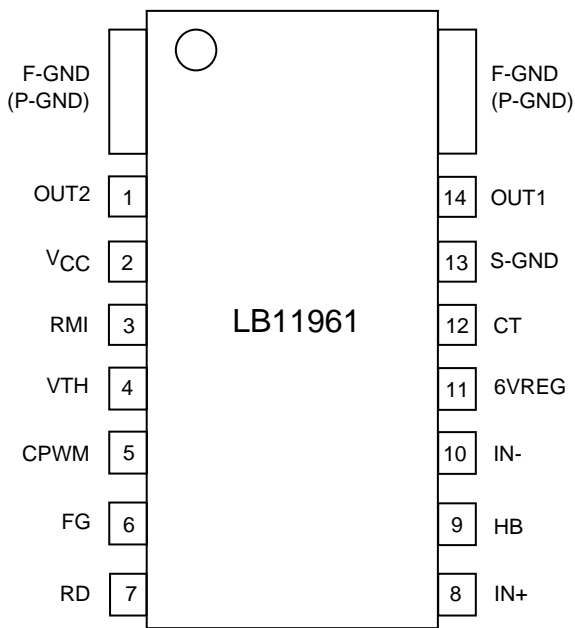 F-GND
(P-GND)
F-GND
(P-GND)
OUT2 1 14 OUT1
VCC 2 13 S-GND
RMI 3 LB11961 12 CT
VTH 4 11 6VREG
CPWM 5 10 IN-
FG 6 9 HB
RD 7 8 IN+